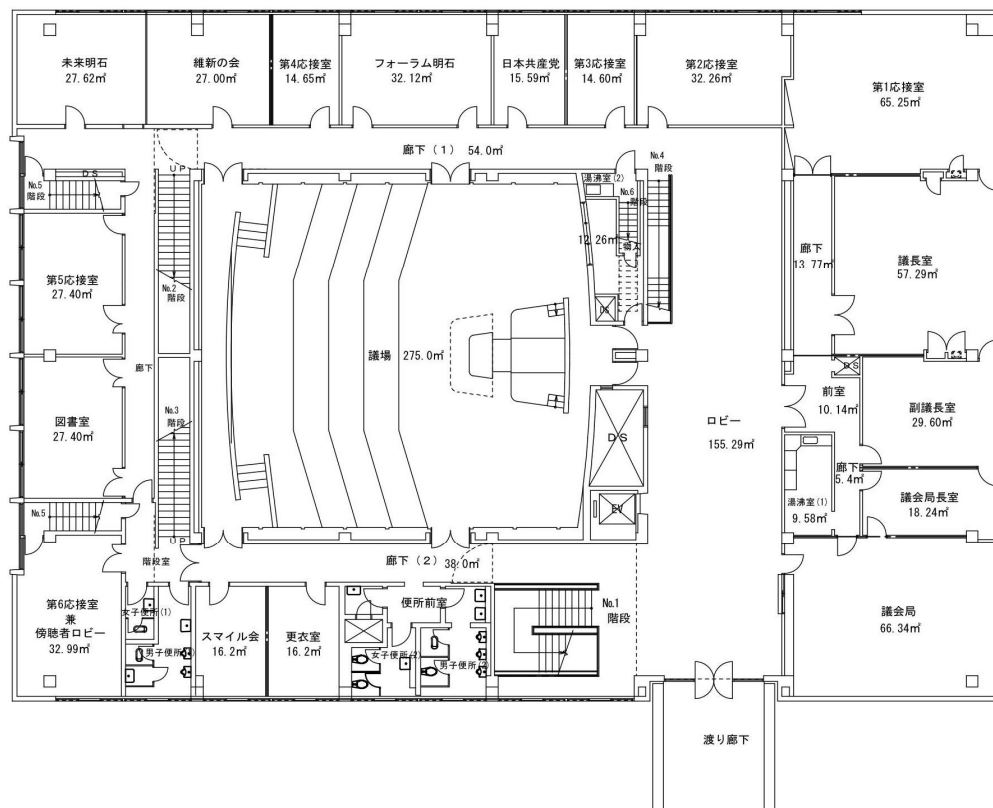 未来明石
27.62㎡
維新の会
27.00㎡
第4応接室
14.65㎡
フォーラム明石
32.12㎡
日本共産党
15.59㎡
第3応接室
14.60㎡
第2応接室
32.26㎡
第1応接室
65.25㎡
廊下(1) 54.0㎡
UP
DS
No.5
階段
No.4
階段
湯沸室(2)
No.6
階段
12.26㎡
物入
DS
廊下
13.77㎡
議長室
57.29㎡
第5応接室
27.40㎡
No.2
階段
議場 275.0㎡
廊下
DS
前室
10.14㎡
副議長室
29.60㎡
図書室
27.40㎡
No.3
階段
DS
ロビー
155.29㎡
廊下
5.4㎡
湯沸室(1)
9.58㎡
議会局長室
18.24㎡
No.5
EV
UP
階段室
廊下(2) 38.0㎡
第6応接室
兼
傍聴者ロビー
32.99㎡
女子便所(1)
スマイル会
16.2㎡
更衣室
16.2㎡
便所前室
女子便所(2)
男子便所(2)
No.1
階段
議会局
66.34㎡
渡り廊下